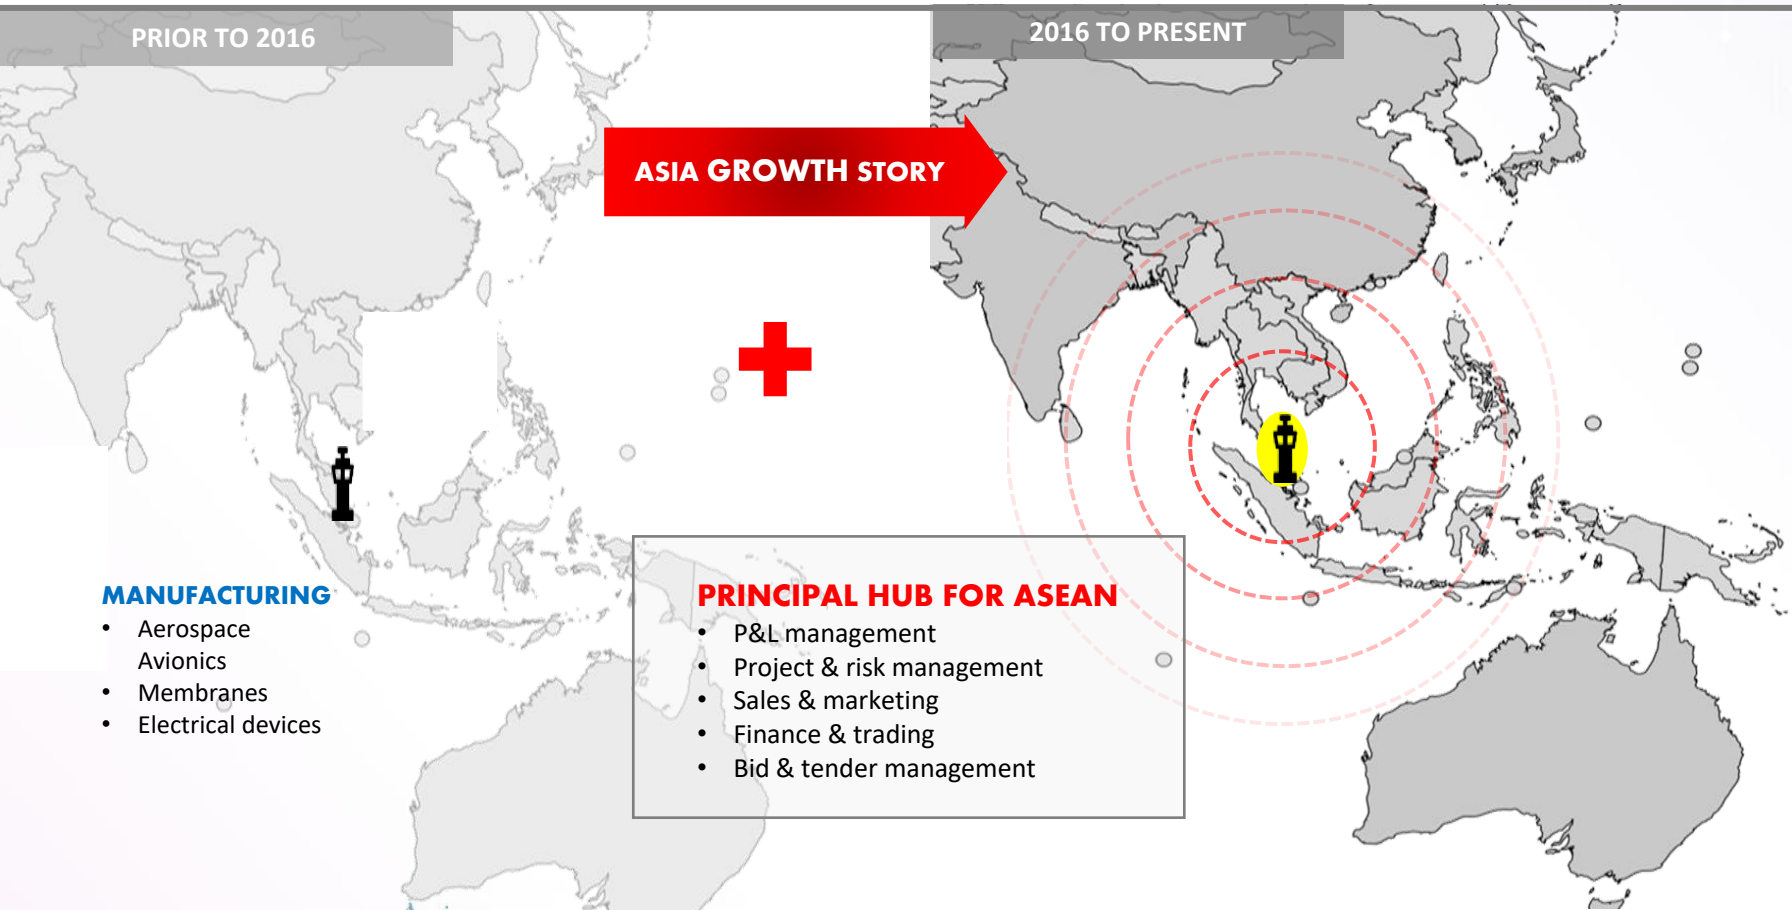 PRIOR TO 2016
2016 TO PRESENT
ASIA GROWTH STORY
MANUFACTURING
• Aerospace
Avionics
• Membranes
• Electrical devices
PRINCIPAL HUB FOR ASEAN
• P&L management
• Project & risk management
• Sales & marketing
• Finance & trading
• Bid & tender management